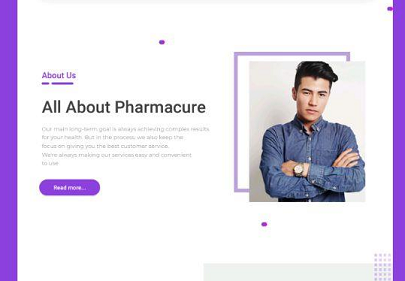 About Us
All About Pharmacure
Our main long-term goal is always achieving complete results
for your health. But in the process, we also keep the
focus on giving you the best customer service.
We're always making our services easy and convenient
to use
Read more...